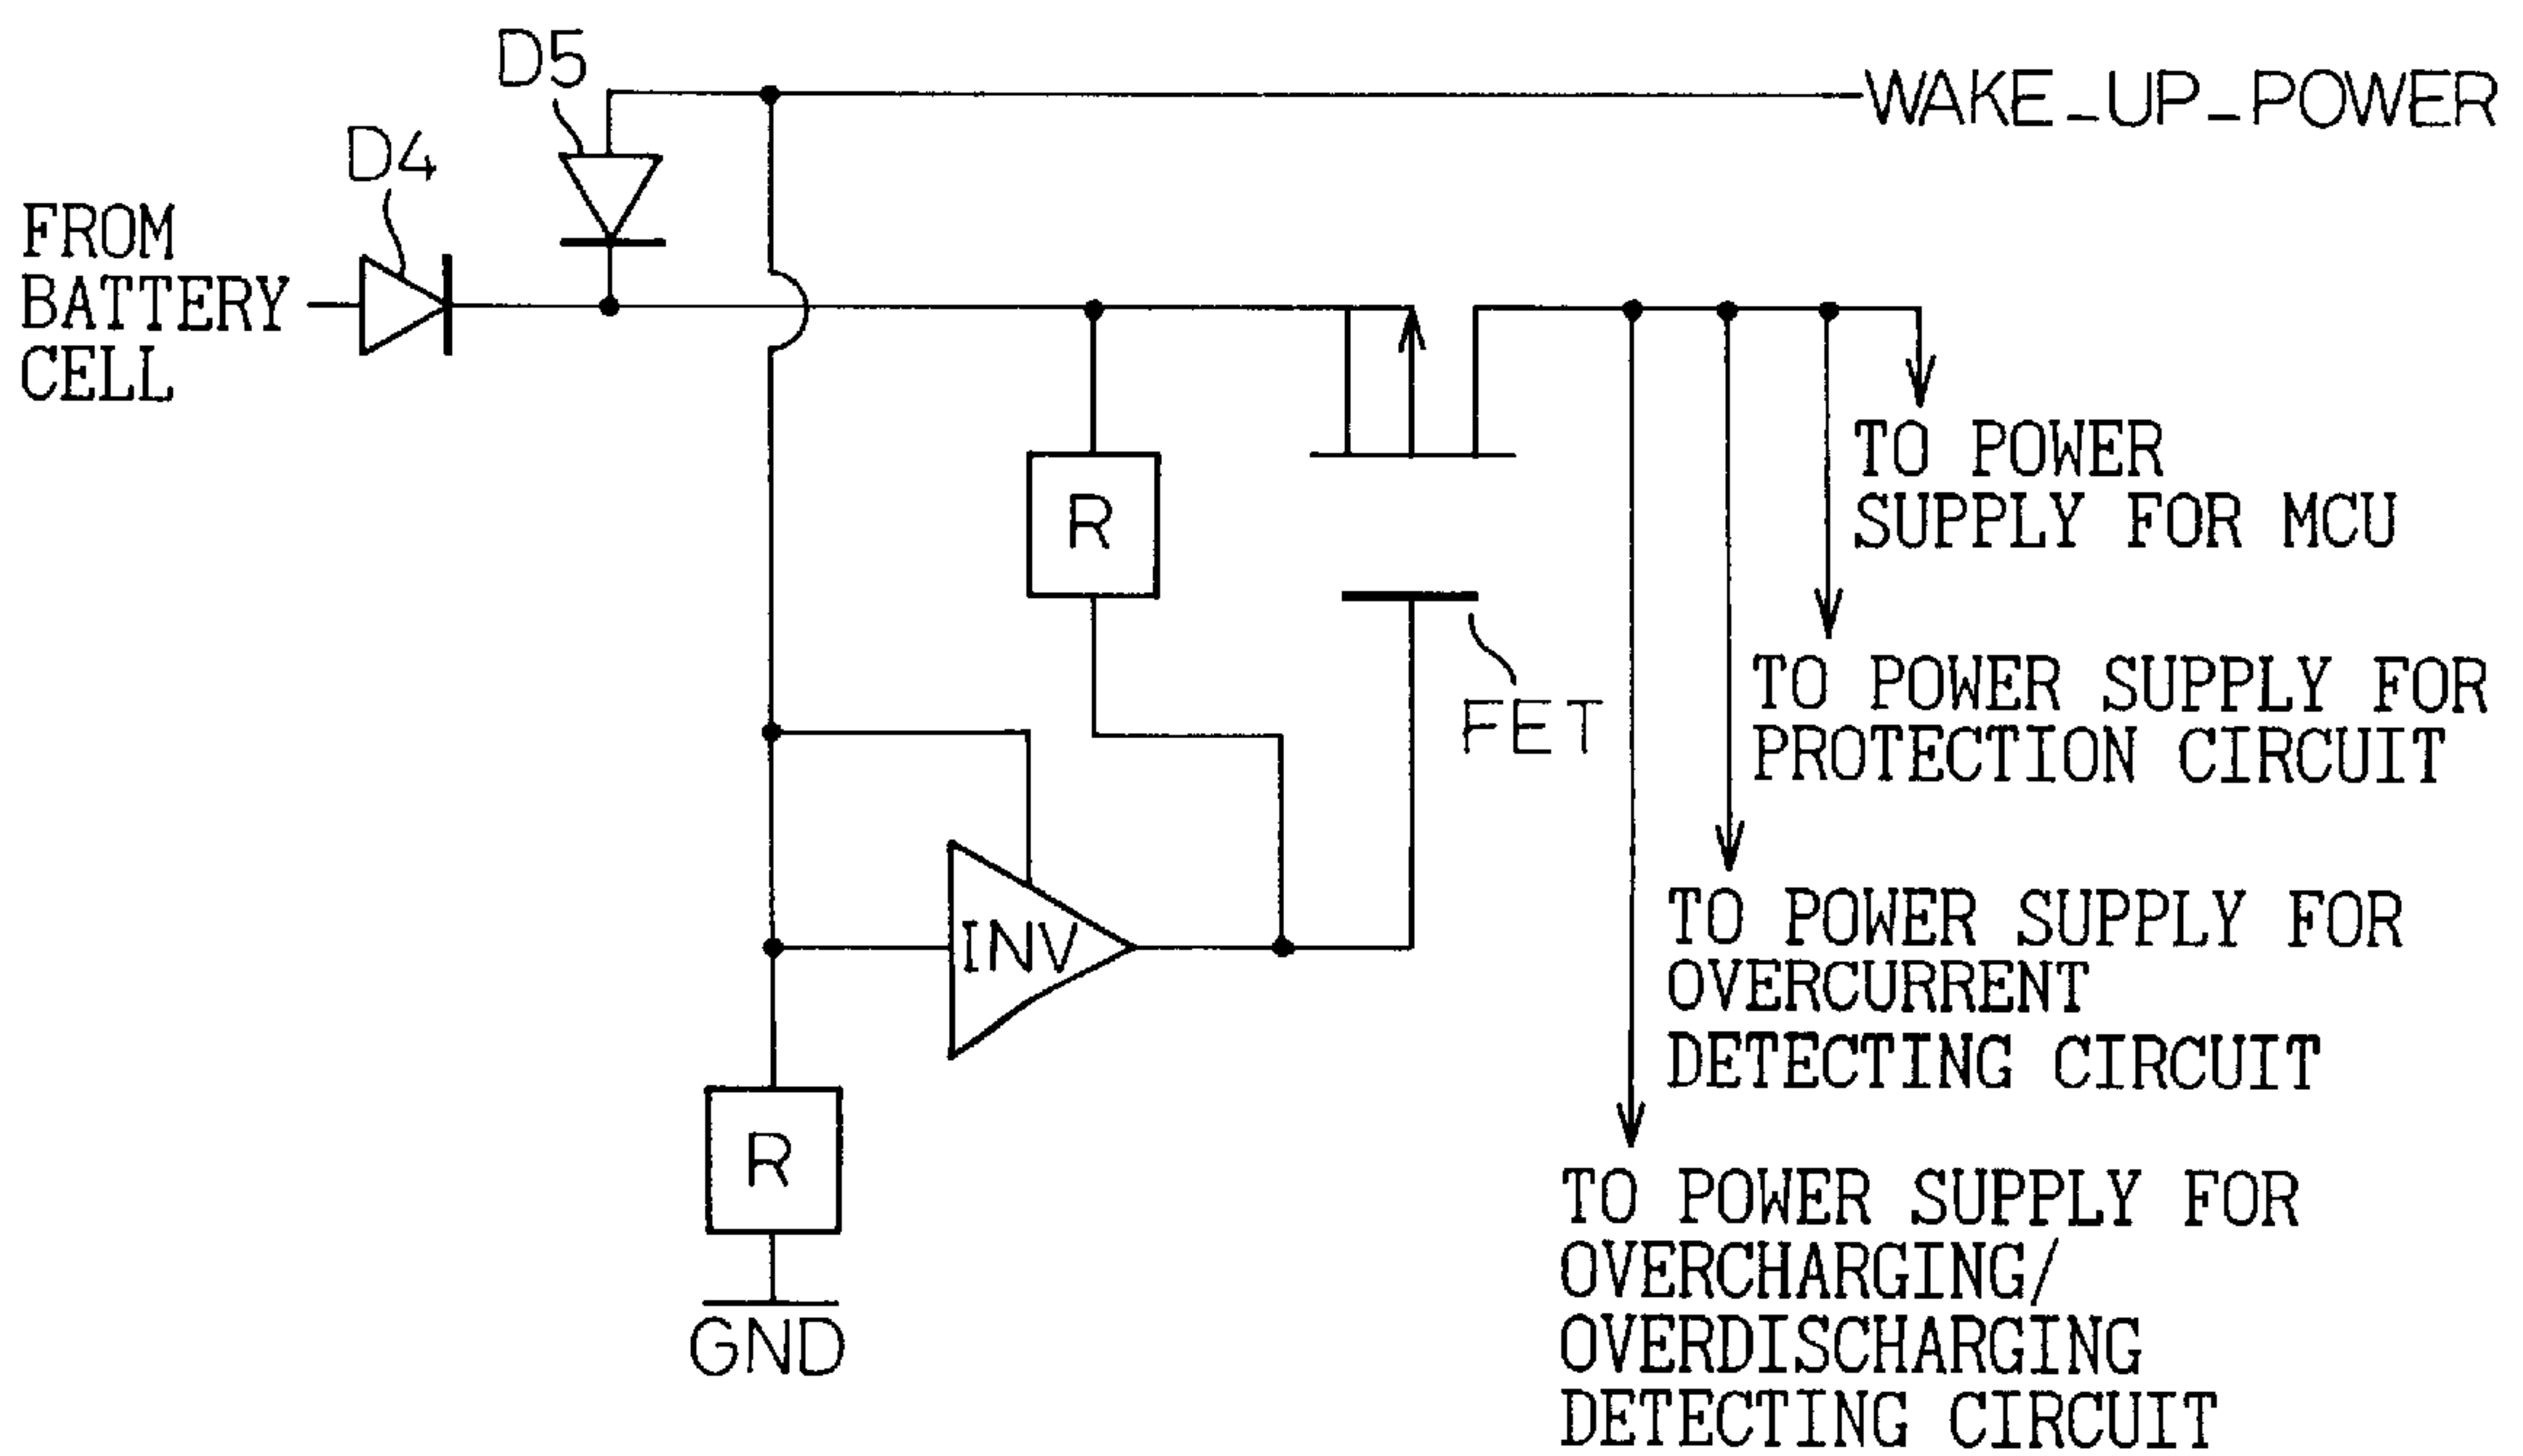 D5
WAKE_UP_POWER
D4
FROM
BATTERY
CELL
R
TO POWER
SUPPLY FOR MCU
FET
TO POWER SUPPLY FOR
PROTECTION CIRCUIT
INV
TO POWER SUPPLY FOR
OVERCURRENT
DETECTING CIRCUIT
R
GND
TO POWER SUPPLY FOR
OVERCHARGING/
OVERDISCHARGING
DETECTING CIRCUIT